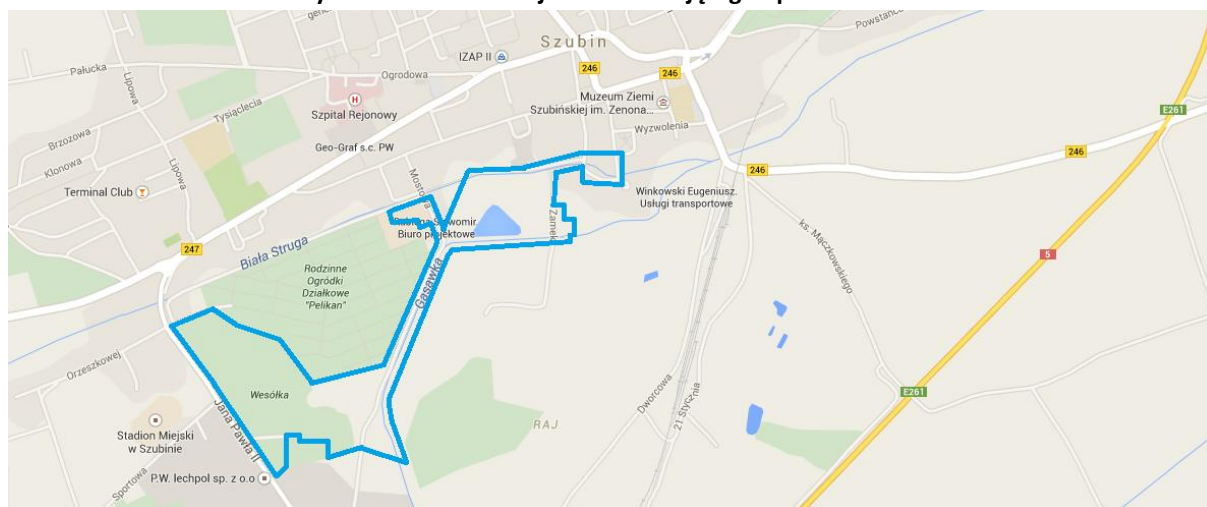 Szubin
IZAP II
Pałucka
Ogrodowa
246
246
246
246
E261
Lipowa
Tysiąclecia
Szpital Rejonowy
Muzeum Ziemi
Szubińskiej im. Zenona...
Wyzwolenia
Brzozowa
Klonowa
Geo-Graf s.c. PW
Lipowa
Terminal Club
Winkowski Eugeniusz.
Usługi transportowe
Zamek
Biuro projektowe
247
Biała Struga
Rodzinne
Ogródki
Działkowe
"Pelikan"
Gąsawka
ks. Mączkowskiego
5
Orzeszkowej
Wesółka
Jana Pawła II
Stadion Miejski
w Szubinie
RAJ
Dworcowa
21 Stycznia
E261
Sportowa
P.W. lechpol sp. z o.o